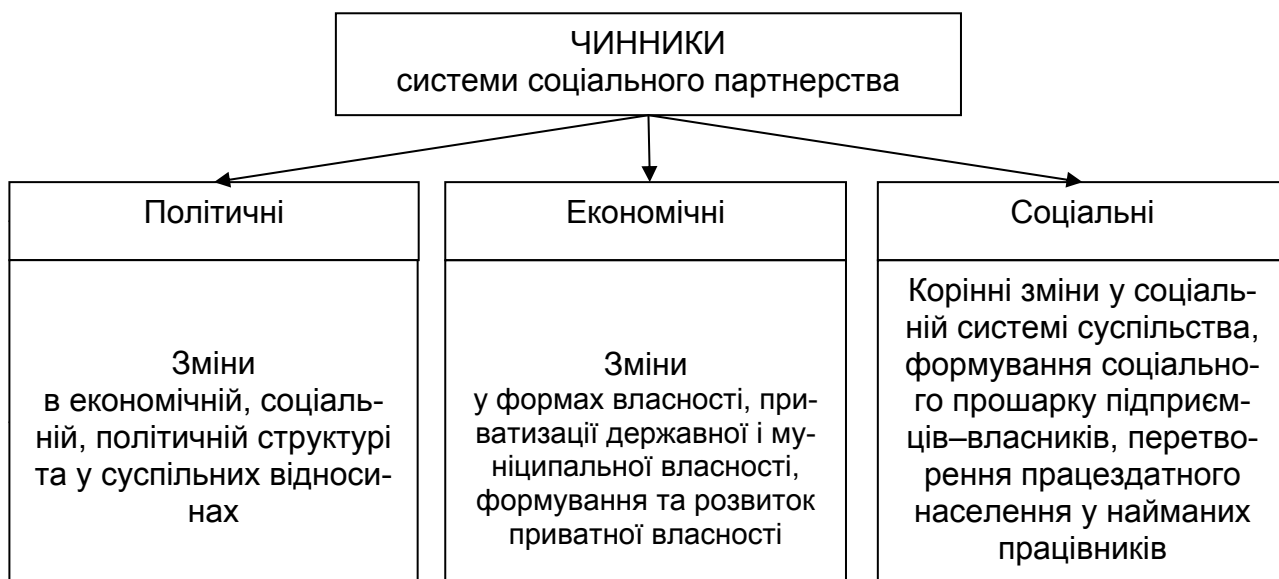 ЧИННИКИ
системи соціального партнерства
Політичні
Зміни
в економічній, соціаль-
ній, політичній структурі
та у суспільних відноси-
нах
Економічні
Зміни
у формах власності, при-
ватизації державної і му-
ніципальної власності,
формування та розвиток
приватної власності
Соціальні
Корінні зміни у соціаль-
ній системі суспільства,
формування соціально-
го прошарку підприєм-
ців–власників, перетво-
рення працездатного
населення у найманих
працівників